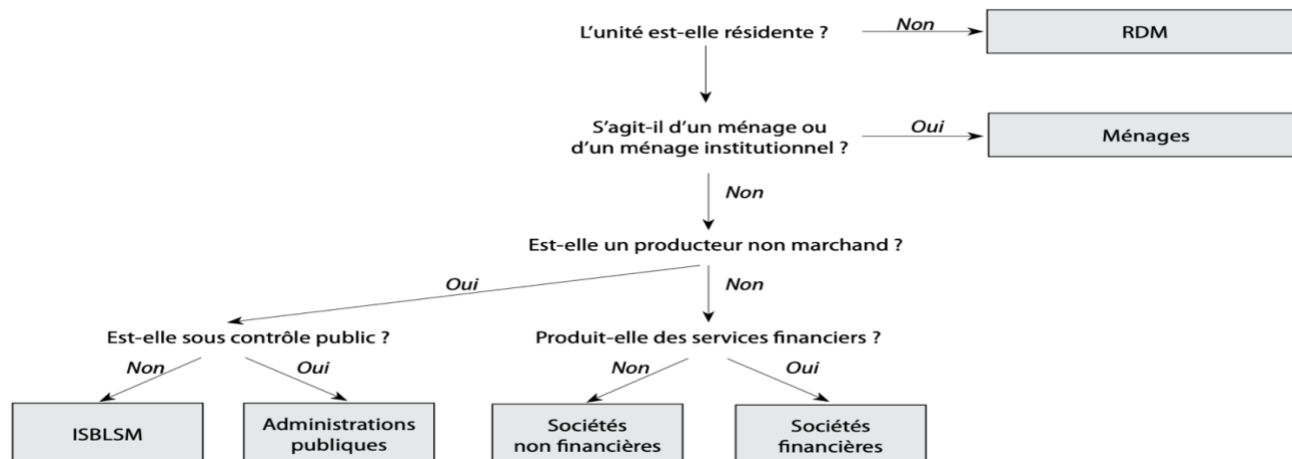 L'unité est-elle résidente ?
Non
RDM
S'agit-il d'un ménage ou
d'un ménage institutionnel ?
Oui
Ménages
Non
Est-elle un producteur non marchand ?
Oui
Non
Est-elle sous contrôle public ?
Produit-elle des services financiers ?
Non
Oui
Non
Oui
ISBLSM
Administrations
publiques
Sociétés
non financières
Sociétés
financières